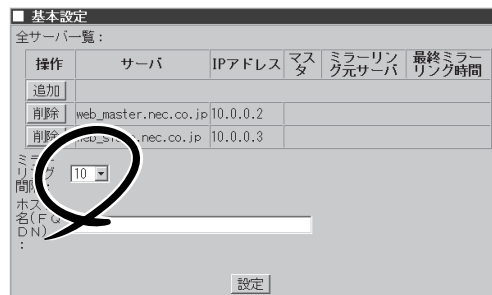 ■ 基本設定
全サーバ一覧：
操作 サーバ IPアドレス マスタ ミラーリング元サーバ 最終ミラーリング時間
追加
削除 web_master.nec.co.jp 10.0.0.2
削除 .nec.co.jp 10.0.0.3
ミラーリング間隔： 10
ホスト名(FQDN)：
設定